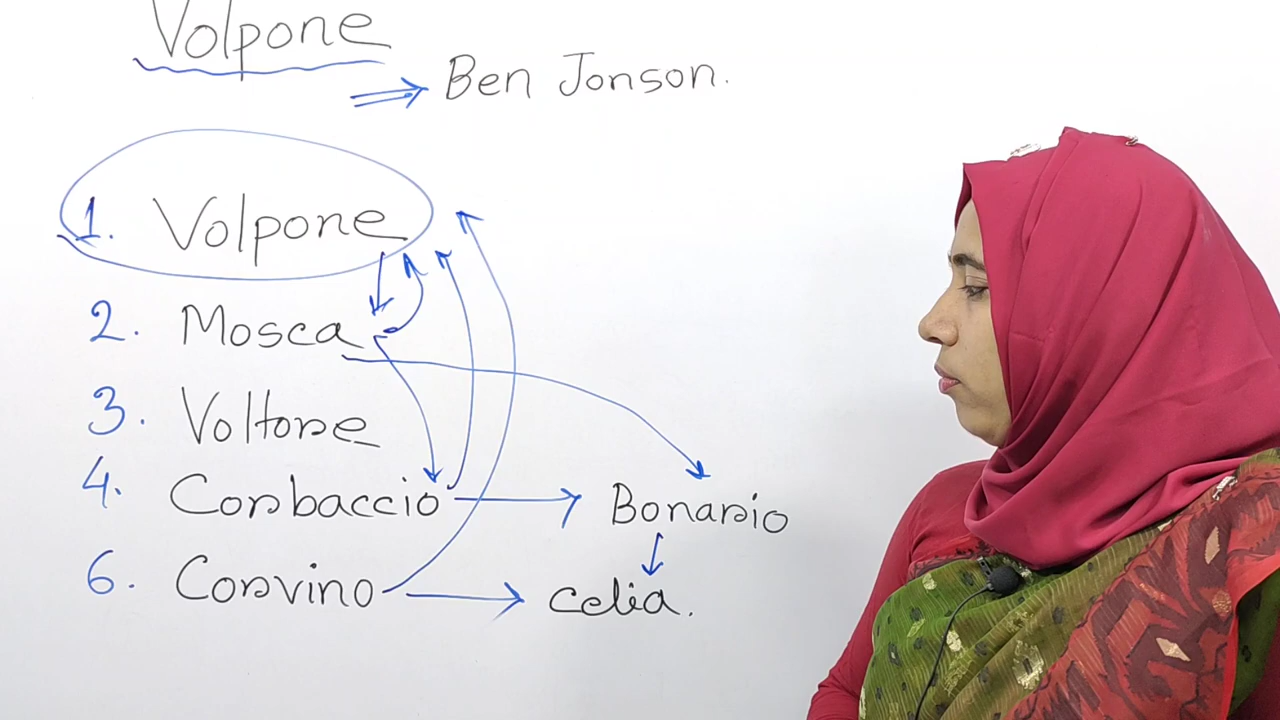 Volpone
⇒ Ben Jonson.
1. Volpone
2. Mosca
3. Voltore
4. Corbaccio → Bonario
6. Corvino → Celia.